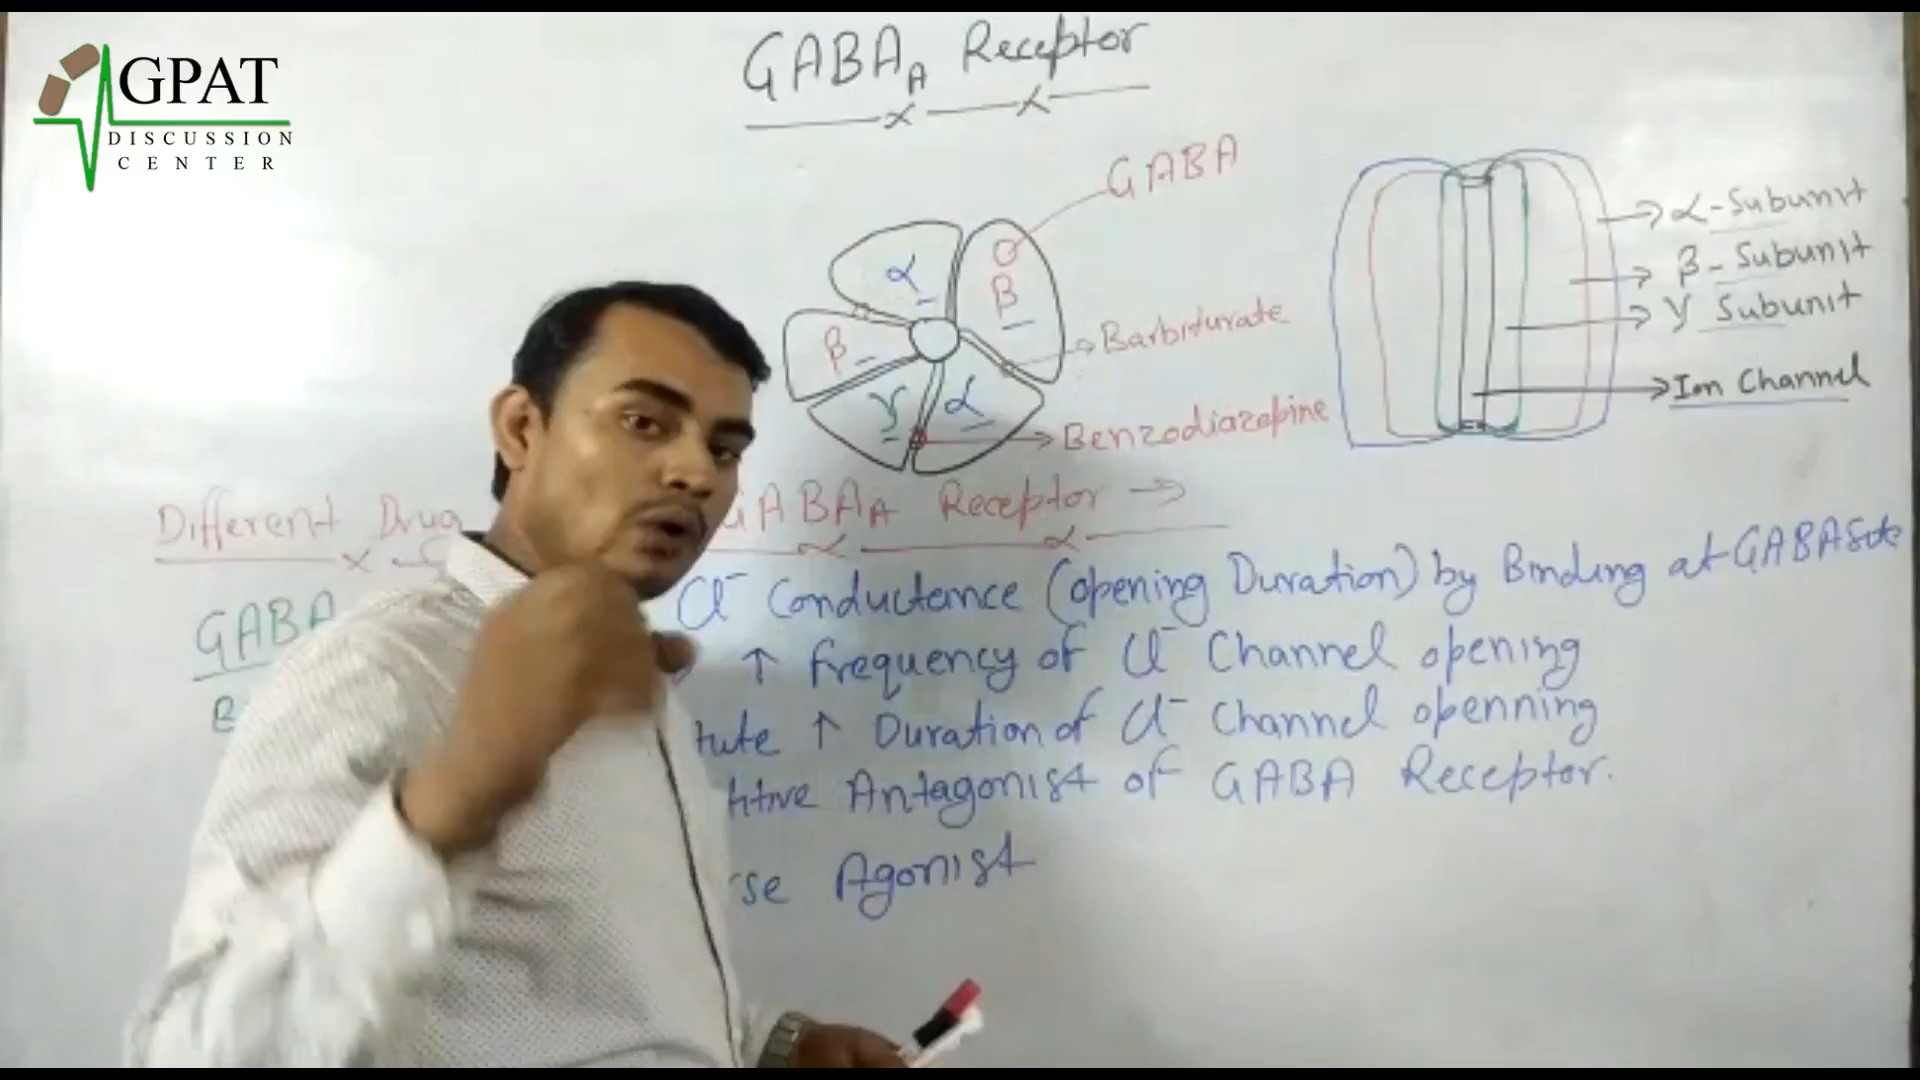 GPAT
DISCUSSION
CENTER
GABAA Receptor
GABA
α
β
β
γ
α
Barbiturate
Benzodiazepine
α-Subunit
β-Subunit
γ Subunit
Ion Channel
Different Drug GABAA Receptor →
GABA Cl- Conductance (opening Duration) by Binding at GABA Site
↑ frequency of Cl- Channel opening
↑ Duration of Cl- Channel openning
Antagonist of GABA Receptor.
Agonist